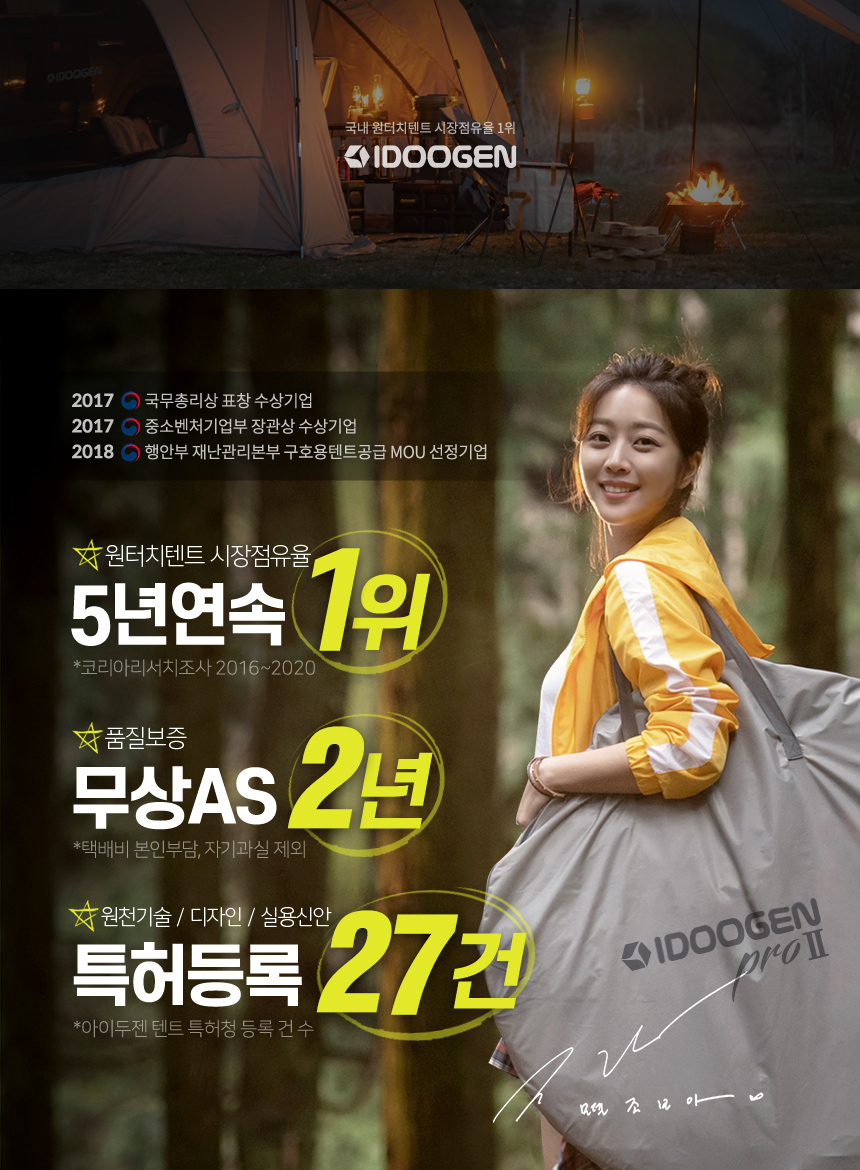 IDOOGEN
국내 원터치텐트 시장점유율 1위
IDOOGEN
2017 국무총리상 표창 수상기업
2017 중소벤처기업부 장관상 수상기업
2018 행안부 재난관리본부 구호용텐트공급 MOU 선정기업
원터치텐트 시장점유율
5년연속 1위
*코리아리서치조사 2016~2020
품질보증
무상AS 2년
*택배비 본인부담, 자기과실 제외
원천기술 / 디자인 / 실용신안
특허등록 27건
*아이두젠 텐트 특허청 등록 건 수
IDOOGEN
pro II
조보아